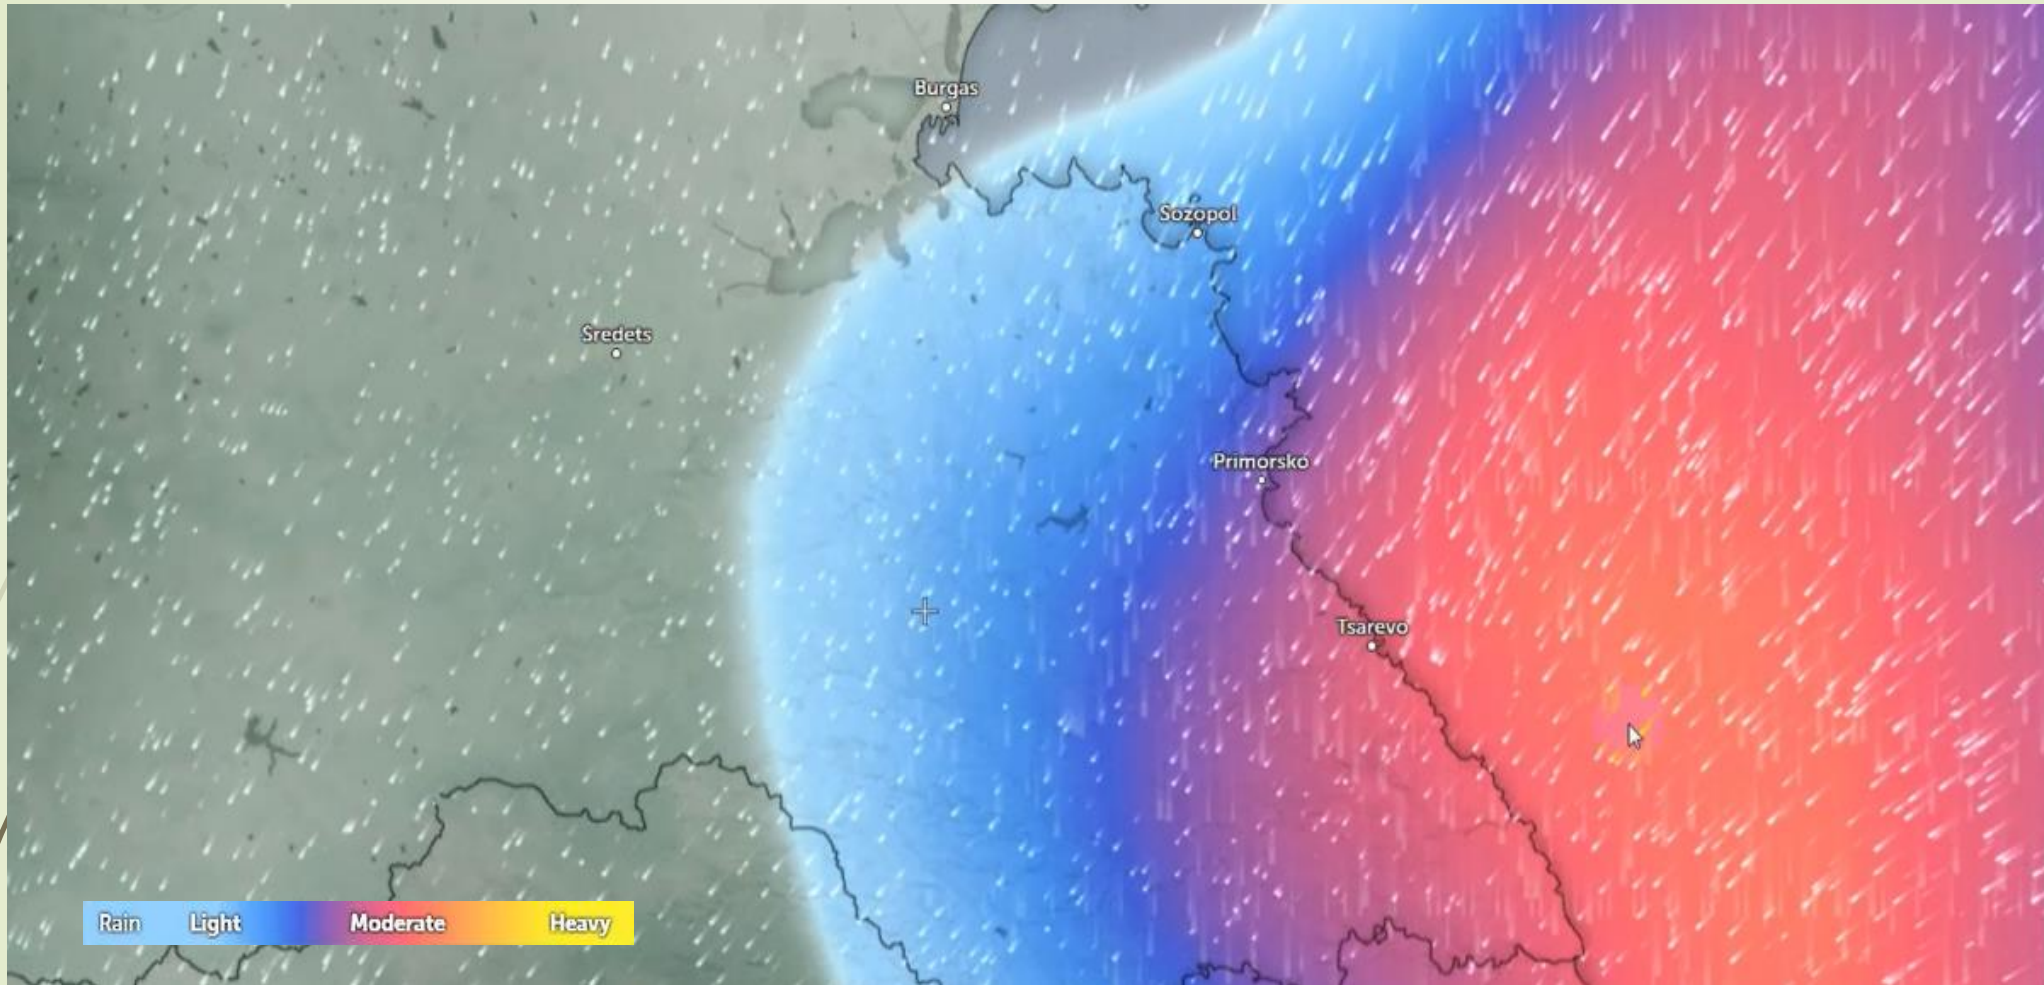 Burgas
Sozopol
Sredets
Primorsko
Tsarevo
Rain Light Moderate Heavy